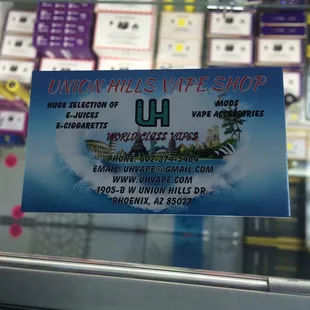 UNION HILLS VAPE SHOP
HUGE SELECTION OF
E-JUICES
E-CIGGARETTS
UH
MODS
VAPE ACCESSORIES
WORLD CLASS VAPES
PHONE: 602-374-5464
EMAIL: UHVAPE@GMAIL.COM
WWW.UHVAPE.COM
1905-B W UNION HILLS DR.
PHOENIX, AZ 85027